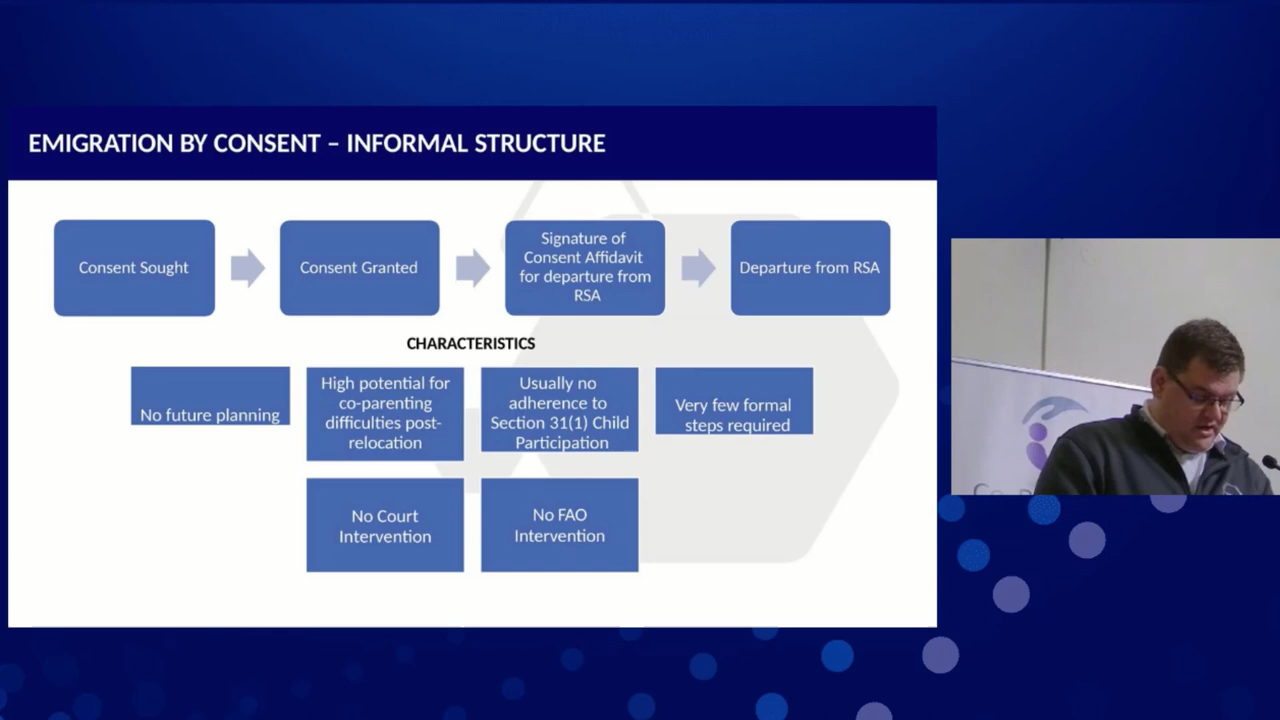 EMIGRATION BY CONSENT – INFORMAL STRUCTURE
Consent Sought
Consent Granted
Signature of
Consent Affidavit
for departure from
RSA
Departure from RSA
CHARACTERISTICS
No future planning
High potential for
co-parenting
difficulties post-
relocation
Usually no
adherence to
Section 31(1) Child
Participation
Very few formal
steps required
No Court
Intervention
No FAO
Intervention